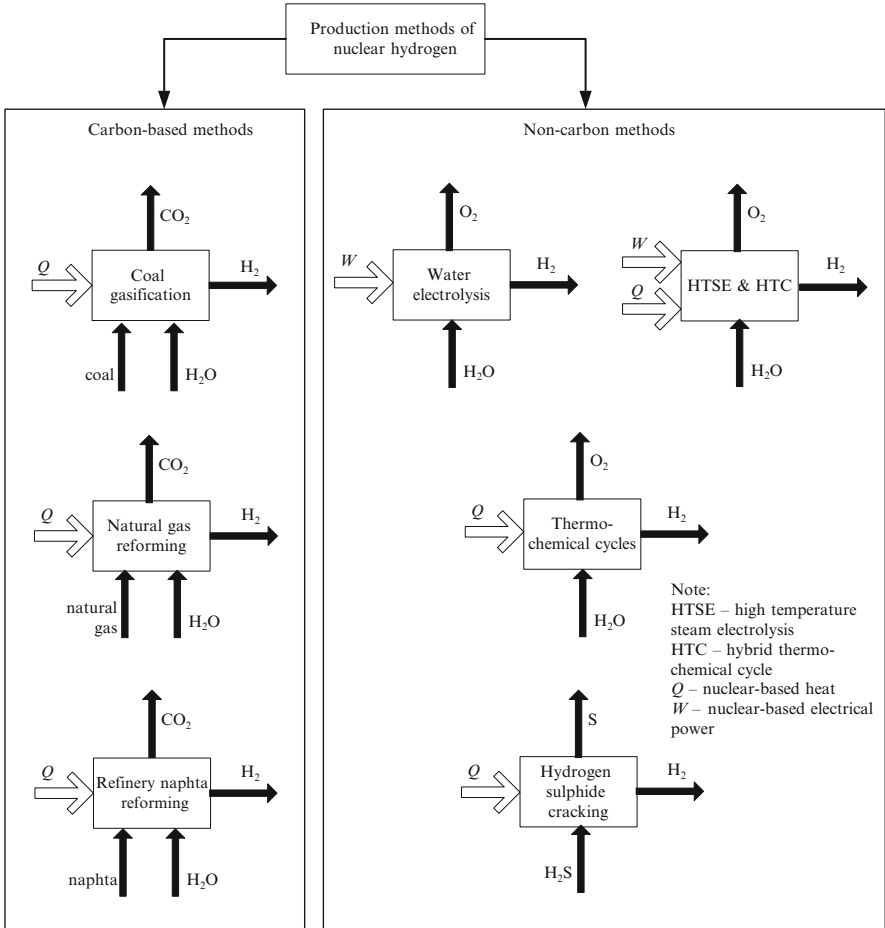 Production methods of
nuclear hydrogen
Carbon-based methods
CO₂
Q
Coal
gasification
H₂
coal
H₂O
CO₂
Q
Natural gas
reforming
H₂
natural
gas
H₂O
CO₂
Q
Refinery naphta
reforming
H₂
naphta
H₂O
Non-carbon methods
O₂
W
Water
electrolysis
H₂
H₂O
O₂
W
Q
HTSE & HTC
H₂
H₂O
O₂
Q
Thermo-
chemical cycles
H₂
H₂O
Note:
HTSE – high temperature
steam electrolysis
HTC – hybrid thermo-
chemical cycle
Q – nuclear-based heat
W – nuclear-based electrical
power
S
Q
Hydrogen
sulphide
cracking
H₂
H₂S